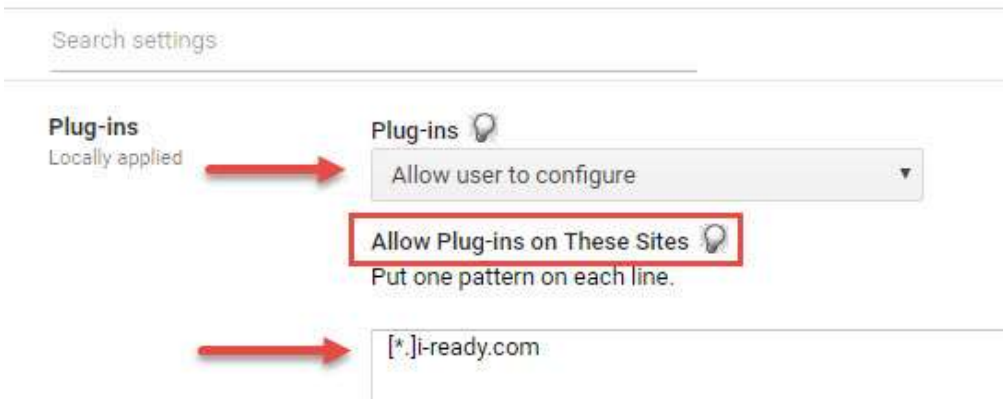 Search settings
Plug-ins
Locally applied
Plug-ins
Allow user to configure
Allow Plug-ins on These Sites
Put one pattern on each line.
[*.]i-ready.com